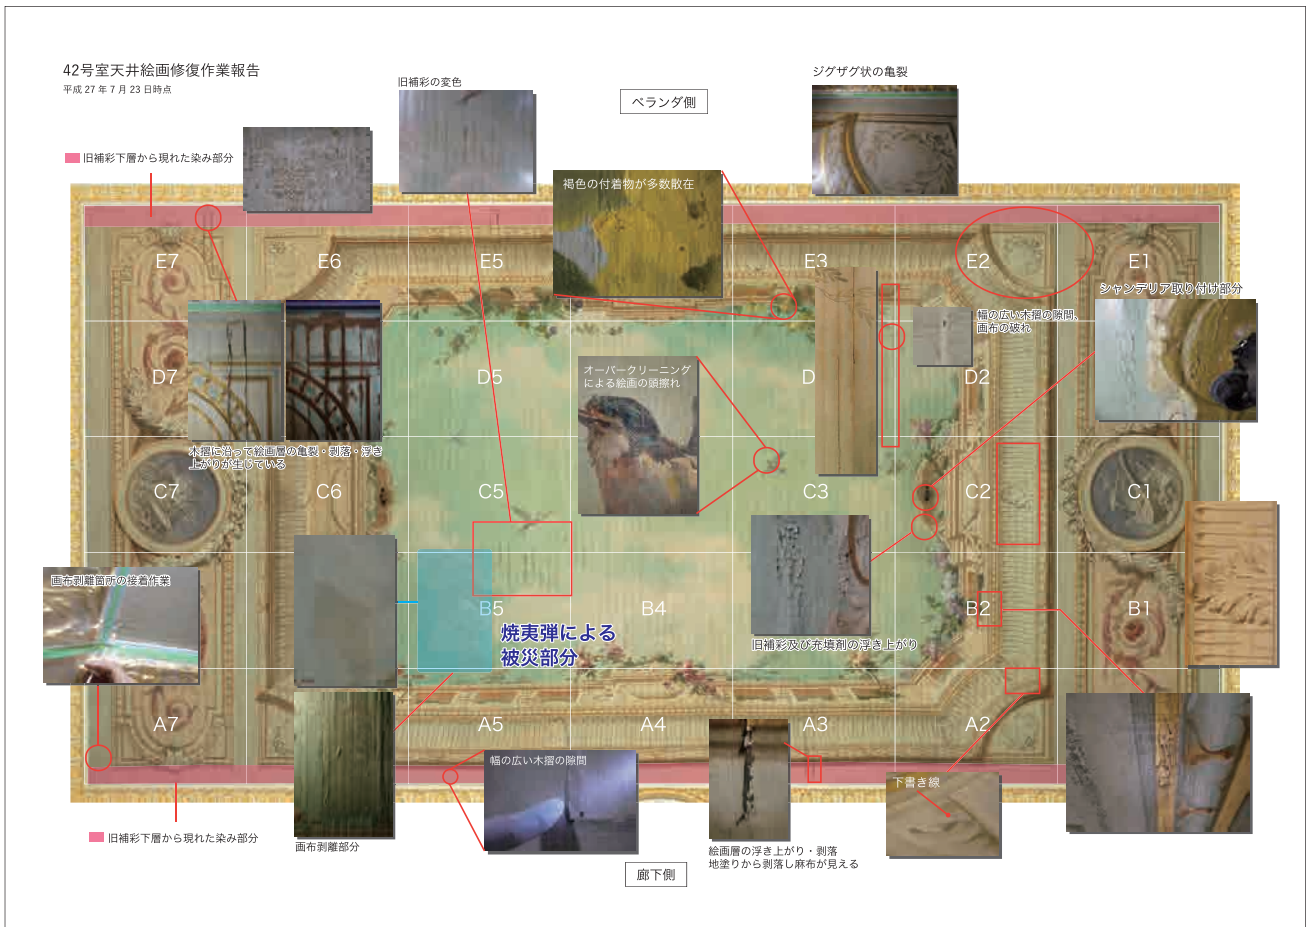 42号室天井絵画修復作業報告
平成 27 年 7 月 23 日時点
旧補彩の変色
ベランダ側
ジグザグ状の亀裂
旧補彩下層から現れた染み部分
褐色の付着物が多数散在
E7
E6
E5
E3
E2
E1
シャンデリア取り付け部分
幅の広い木摺の隙間、
画布の破れ
オーバークリーニング
による絵画の頭擦れ
D7
D5
D
D2
木摺に沿って絵画層の亀裂・剥落・浮き
上がりが生じている
C7
C6
C5
C3
C2
C1
画布剥離箇所の接着作業
B5
B4
B2
B1
焼夷弾による
被災部分
旧補彩及び充填剤の浮き上がり
A7
A5
A4
A3
A2
幅の広い木摺の隙間
下書き線
旧補彩下層から現れた染み部分
画布剥離部分
絵画層の浮き上がり・剥落
地塗りから剥落し麻布が見える
廊下側